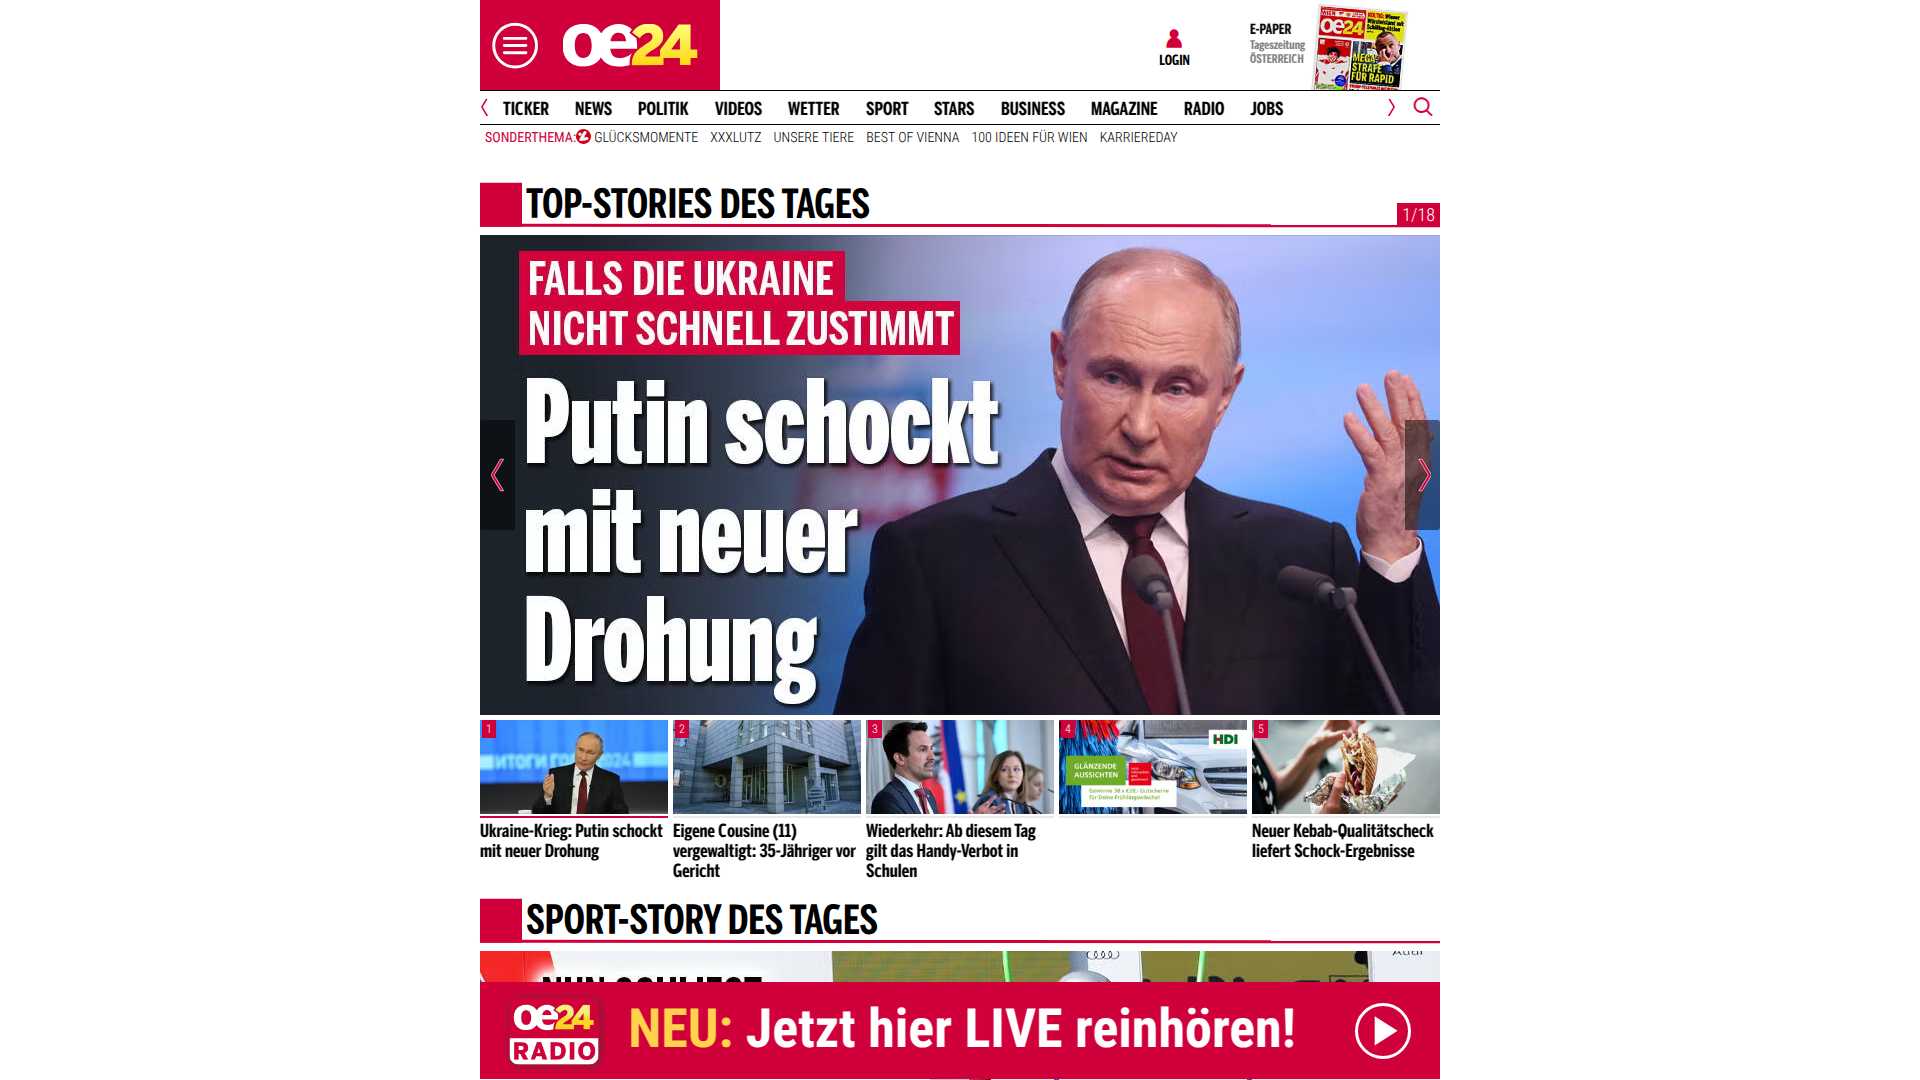 oe24
LOGIN
E-PAPER
Tageszeitung
ÖSTERREICH
oe24
MEGA-
STRAFE
FÜR RAPID
TICKER NEWS POLITIK VIDEOS WETTER SPORT STARS BUSINESS MAGAZINE RADIO JOBS
SONDERTHEMA: GLÜCKSMOMENTE XXXLUTZ UNSERE TIERE BEST OF VIENNA 100 IDEEN FÜR WIEN KARRIEREDAY
TOP-STORIES DES TAGES
1/18
FALLS DIE UKRAINE
NICHT SCHNELL ZUSTIMMT
Putin schockt
mit neuer
Drohung
1
2
3
4
5
HDI
GLÄNZENDE
AUSSICHTEN
Ukraine-Krieg: Putin schockt
mit neuer Drohung
Eigene Cousine (11)
vergewaltigt: 35-Jähriger vor
Gericht
Wiederkehr: Ab diesem Tag
gilt das Handy-Verbot in
Schulen
Neuer Kebab-Qualitätscheck
liefert Schock-Ergebnisse
SPORT-STORY DES TAGES
oe24
RADIO
NEU: Jetzt hier LIVE reinhören!